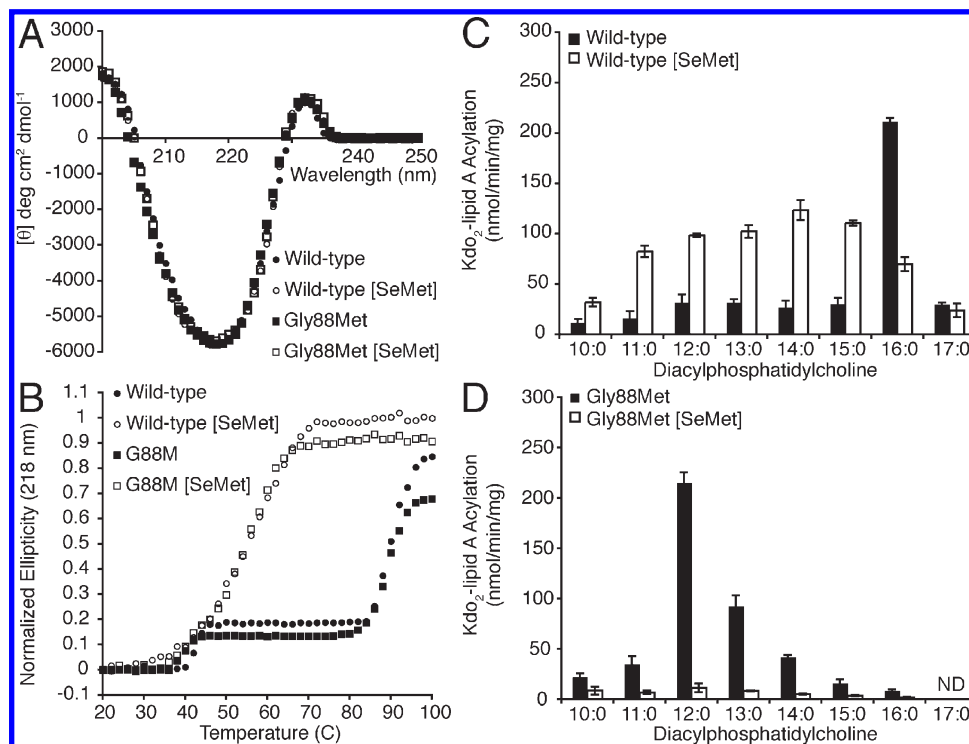 A
3000
2000
1000
0
-1000
-2000
-3000
-4000
-5000
-6000
[θ] deg cm² dmol⁻¹
210 220 240 250
Wavelength (nm)
Wild-type
Wild-type [SeMet]
Gly88Met
Gly88Met [SeMet]
B
Wild-type
Wild-type [SeMet]
G88M
G88M [SeMet]
1
0.9
0.8
0.7
0.6
0.5
0.4
0.3
0.2
0.1
0
-0.1
Normalized Ellipticity (218 nm)
20 40 60 80 100
Temperature (C)
C
Wild-type
Wild-type [SeMet]
300
250
200
150
100
50
0
Kdo₂-lipid A Acylation
(nmol/min/mg)
10:0 11:0 12:0 13:0 14:0 15:0 16:0 17:0
Diacylphosphatidylcholine
D
Gly88Met
Gly88Met [SeMet]
300
250
200
150
100
50
0
Kdo₂-lipid A Acylation
(nmol/min/mg)
ND
10:0 11:0 12:0 13:0 14:0 15:0 16:0 17:0
Diacylphosphatidylcholine